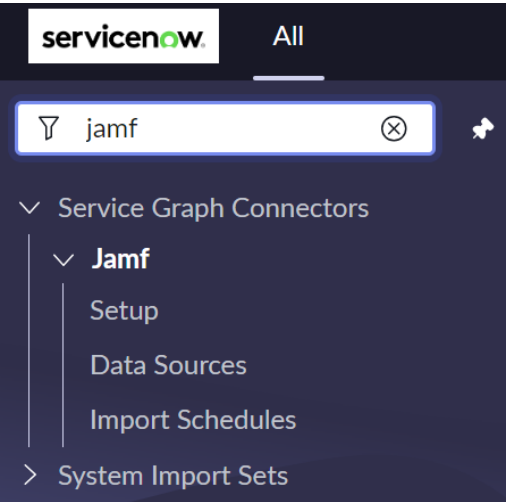 servicenow.
All
jamf
Service Graph Connectors
Jamf
Setup
Data Sources
Import Schedules
System Import Sets